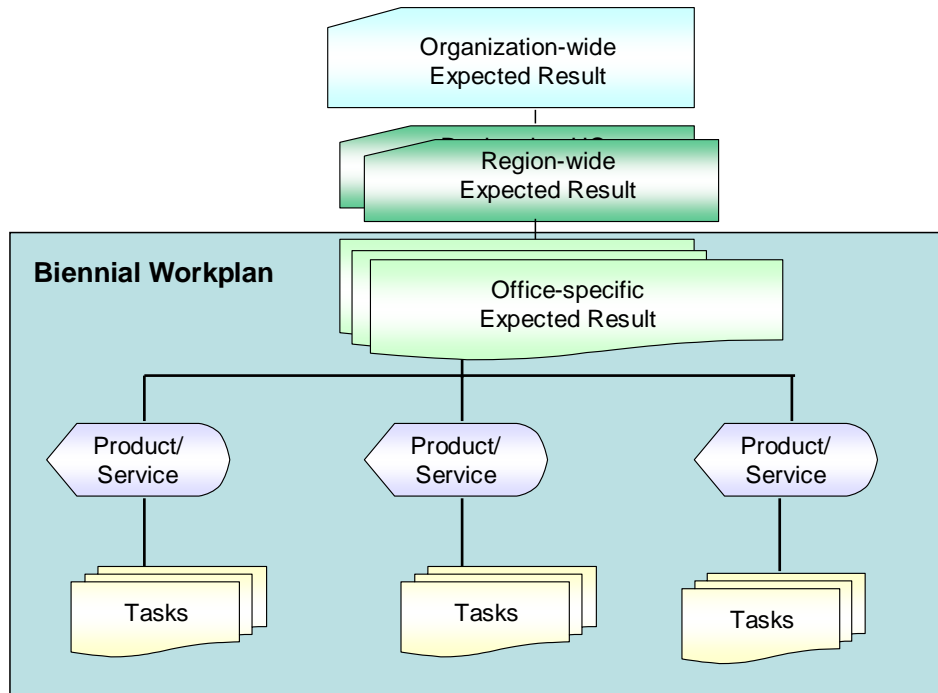 Organization-wide
Expected Result
Region-wide
Expected Result
Biennial Workplan
Office-specific
Expected Result
Product/
Service
Product/
Service
Product/
Service
Tasks
Tasks
Tasks